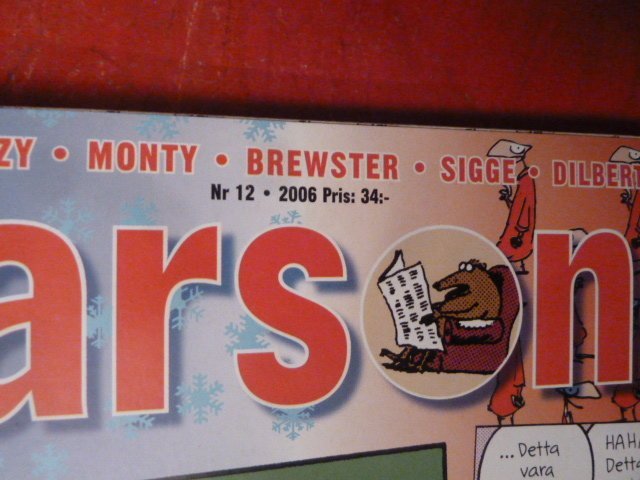 ZY • MONTY • BREWSTER • SIGGE • DILBERT
Nr 12 • 2006 Pris: 34:-
arson
...Detta
vara
HAHA
Detta